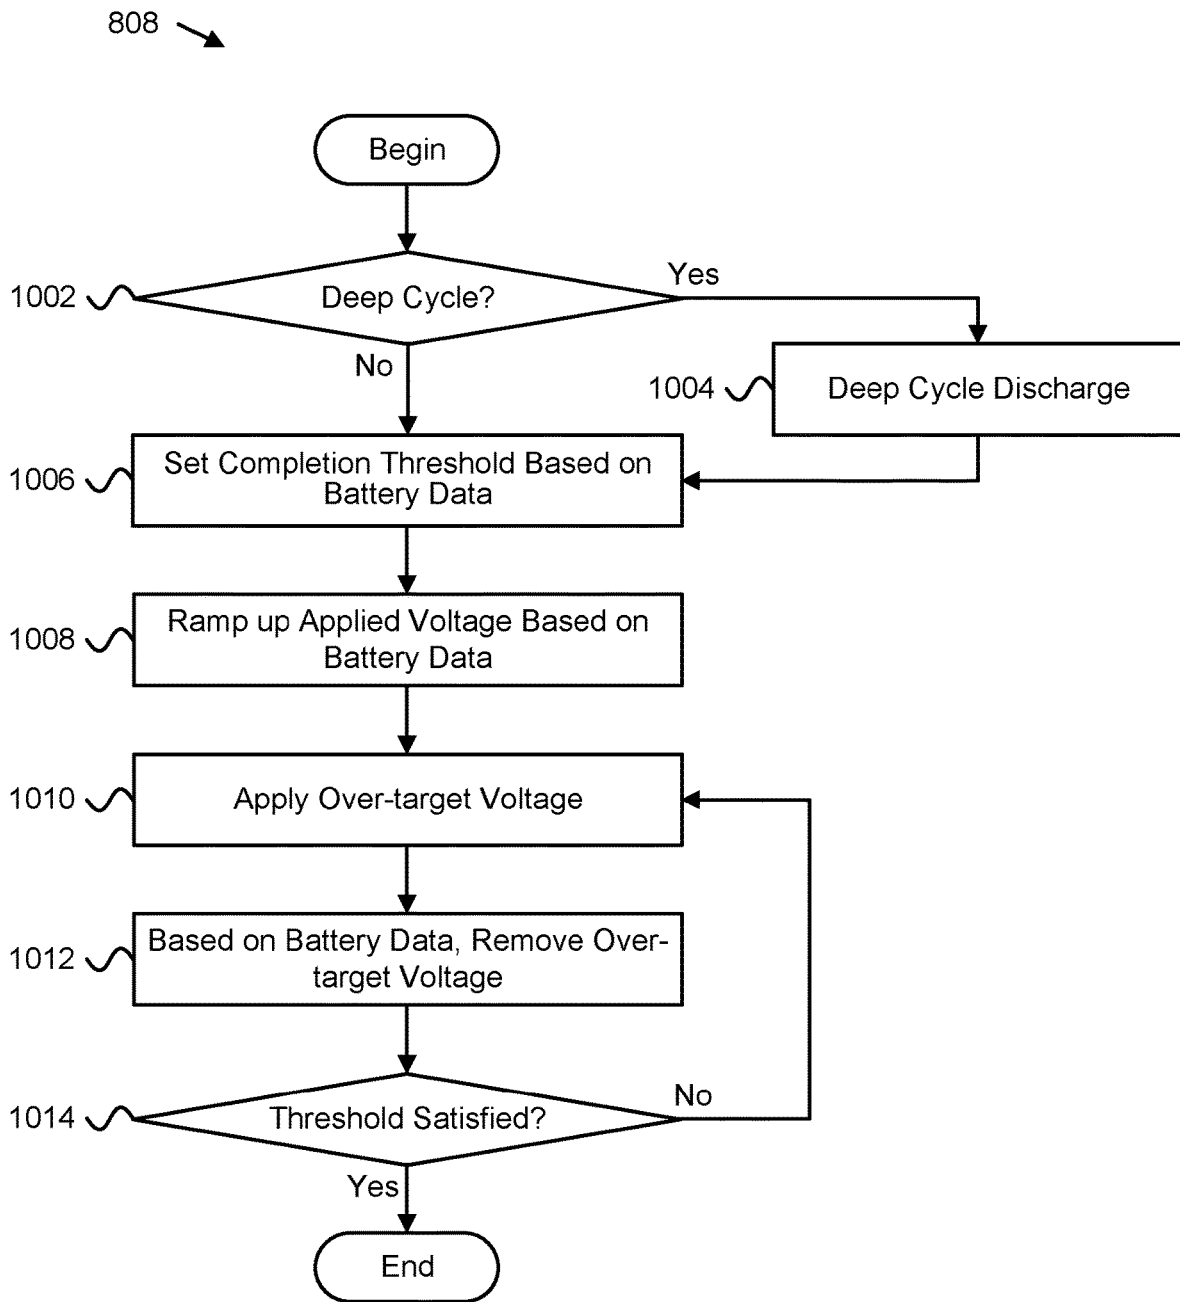 808
Begin
Yes
1002
Deep Cycle?
No
1004
Deep Cycle Discharge
1006
Set Completion Threshold Based on
Battery Data
1008
Ramp up Applied Voltage Based on
Battery Data
1010
Apply Over-target Voltage
1012
Based on Battery Data, Remove Over-
target Voltage
No
1014
Threshold Satisfied?
Yes
End